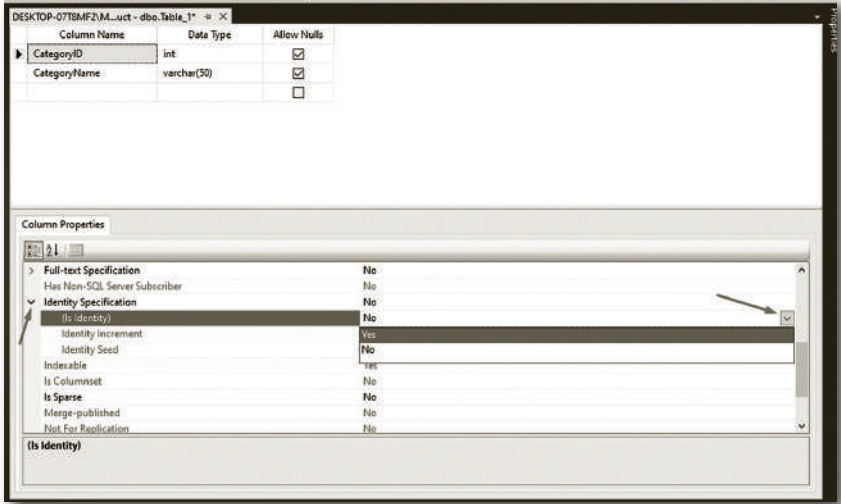 DESKTOP-07T8MF2\M...uct - dbo.Table_1*
Properties
Column Name Data Type Allow Nulls
CategoryID int
CategoryName varchar(50)
Column Properties
Full-text Specification No
Has Non-SQL Server Subscriber No
Identity Specification No
(Is Identity) No
Identity Increment Yes
Identity Seed No
Indexable Yes
Is Columnset No
Is Sparse No
Merge-published No
Not For Replication No
(Is Identity)